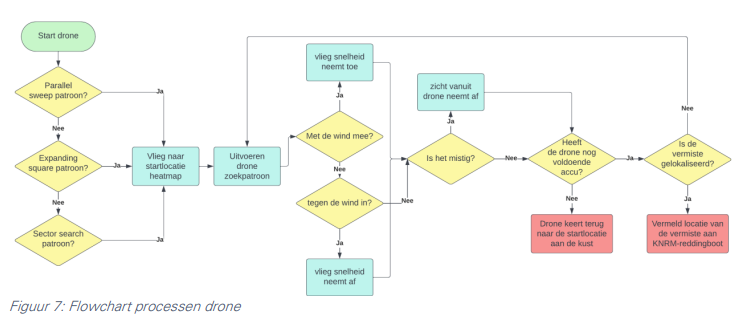 Start drone
Parallel
sweep patroon?
Ja
Nee
Expanding
square patroon?
Ja
Nee
Sector search
patroon?
Ja
Vlieg naar
startlocatie
heatmap
Uitvoeren
drone
zoekpatroon
vlieg snelheid
neemt toe
Ja
Met de wind mee?
Nee
tegen de wind in?
Nee
Ja
vlieg snelheid
neemt af
zicht vanuit
drone neemt af
Ja
Is het mistig?
Nee
Heeft
de drone nog
voldoende
accu?
Ja
Nee
Drone keert terug
naar de startlocatie
aan de kust
Nee
Is de
vermiste
gelokaliseerd?
Ja
Vermeld locatie van
de vermiste aan
KNRM-reddingboot
Figuur 7: Flowchart processen drone